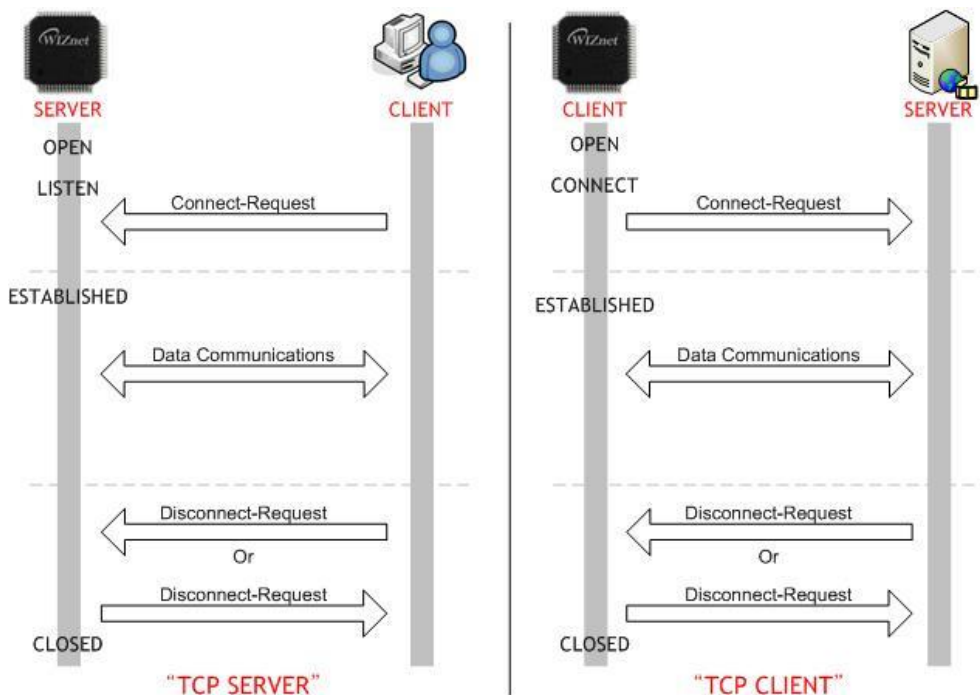 WIZnet
SERVER
CLIENT
OPEN
LISTEN
Connect-Request
ESTABLISHED
Data Communications
Disconnect-Request
Or
Disconnect-Request
CLOSED
“TCP SERVER”
WIZnet
CLIENT
SERVER
OPEN
CONNECT
Connect-Request
ESTABLISHED
Data Communications
Disconnect-Request
Or
Disconnect-Request
CLOSED
“TCP CLIENT”